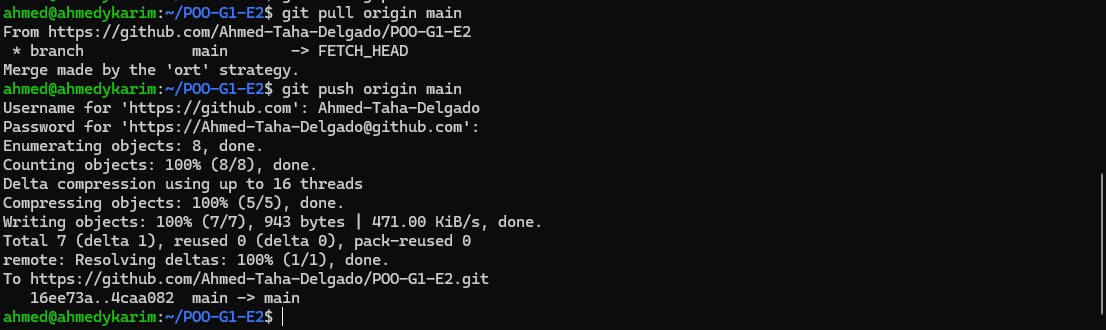 ahmed@ahmedykarim:~/POO-G1-E2$ git pull origin main
From https://github.com/Ahmed-Taha-Delgado/POO-G1-E2
 * branch            main       -> FETCH_HEAD
Merge made by the 'ort' strategy.
ahmed@ahmedykarim:~/POO-G1-E2$ git push origin main
Username for 'https://github.com': Ahmed-Taha-Delgado
Password for 'https://Ahmed-Taha-Delgado@github.com':
Enumerating objects: 8, done.
Counting objects: 100% (8/8), done.
Delta compression using up to 16 threads
Compressing objects: 100% (5/5), done.
Writing objects: 100% (7/7), 943 bytes | 471.00 KiB/s, done.
Total 7 (delta 1), reused 0 (delta 0), pack-reused 0
remote: Resolving deltas: 100% (1/1), done.
To https://github.com/Ahmed-Taha-Delgado/POO-G1-E2.git
   16ee73a..4caa082  main -> main
ahmed@ahmedykarim:~/POO-G1-E2$